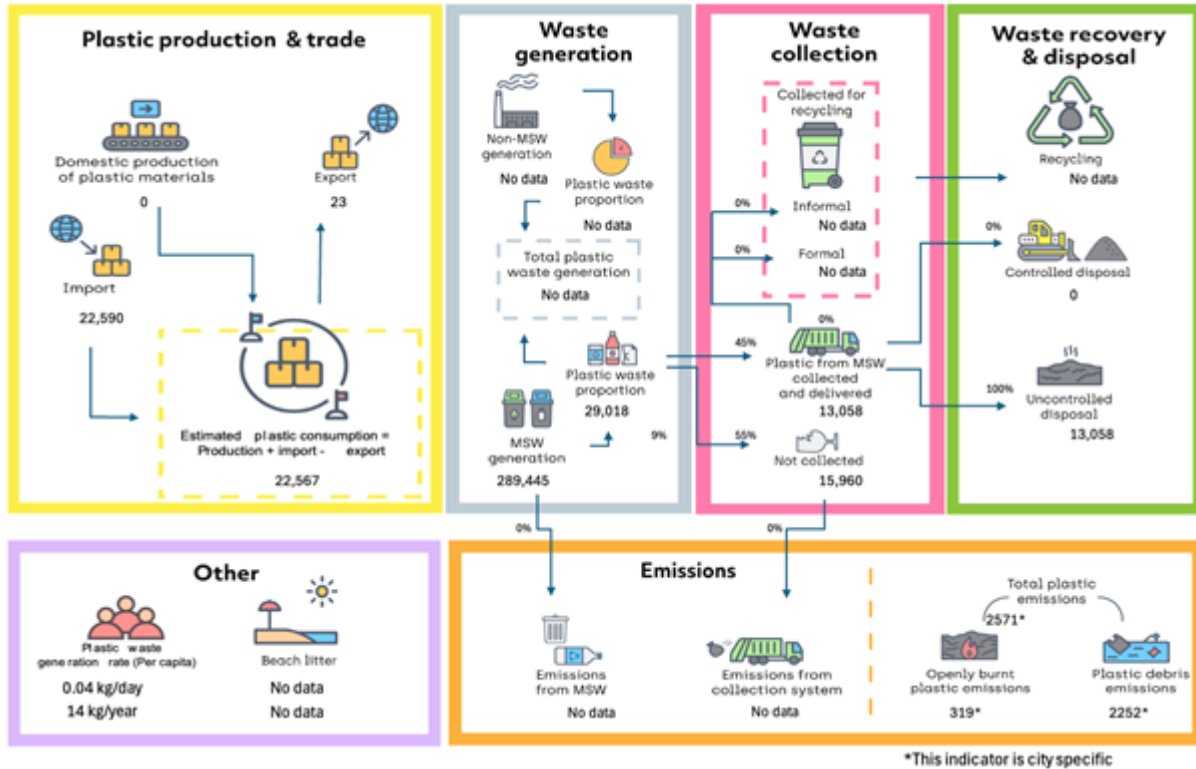 Plastic production & trade
Domestic production
of plastic materials
0
Export
23
Import
22,590
Estimated plastic consumption =
Production + import - export
22,567
Waste
generation
Non-MSW
generation
No data
Plastic waste
proportion
No data
Total plastic
waste generation
No data
Plastic waste
proportion
29,018
MSW
generation
9%
289,445
Waste
collection
Collected for
recycling
0%
Informal
No data
0%
Formal
No data
0%
45%
Plastic from MSW
collected
and delivered
13,058
55%
Not collected
15,960
Waste recovery
& disposal
Recycling
No data
0%
Controlled disposal
0
100%
Uncontrolled
disposal
13,058
0%
0%
Other
Plastic waste
generation rate (Per capita)
0.04 kg/day
14 kg/year
Beach litter
No data
No data
Emissions
Emissions
from MSW
No data
Emissions from
collection system
No data
Total plastic
emissions
2571*
Openly burnt
plastic emissions
319*
Plastic debris
emissions
2252*
*This indicator is city specific